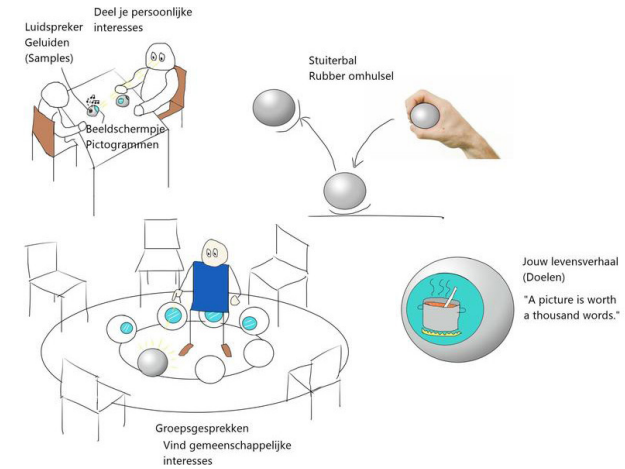 Deel je persoonlijke
interesses
Luidspreker
Geluiden
(Samples)
Beeldschermpje
Pictogrammen
Stuiterbal
Rubber omhulsel
Jouw levensverhaal
(Doelen)
"A picture is worth
a thousand words."
Groepsgesprekken
Vind gemeenschappelijke
interesses